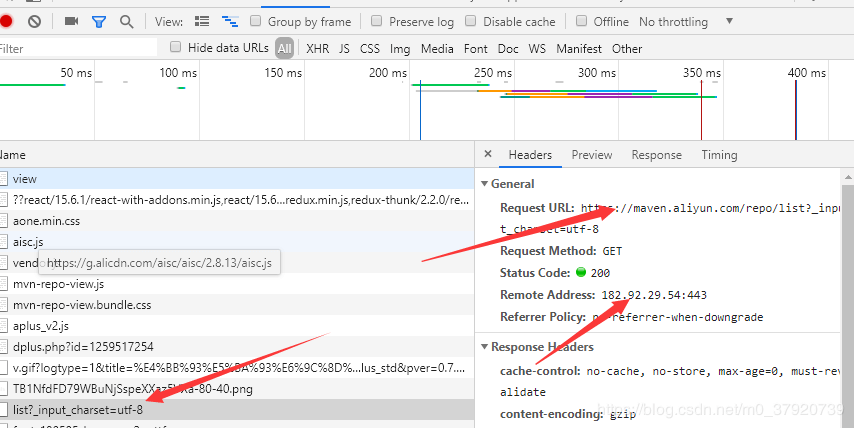 View:
Group by frame
Preserve log
Disable cache
Offline
No throttling
Filter
Hide data URLs
All
XHR
JS
CSS
Img
Media
Font
Doc
WS
Manifest
Other
50 ms
100 ms
150 ms
200 ms
250 ms
300 ms
350 ms
400 ms
Name
view
??react/15.6.1/react-with-addons.min.js,react/15.6...redux.min.js,redux-thunk/2.2.0/re...
aone.min.css
aisc.js
vendor
https://g.alicdn.com/aisc/aisc/2.8.13/aisc.js
mvn-repo-view.js
mvn-repo-view.bundle.css
aplus_v2.js
dplus.php?id=1259517254
v.gif?logtype=1&title=%E4%BB%93%E5%BA%93%E6%9C%8D%...lus_std&pver=0.7....
list?_input_charset=utf-8
× Headers Preview Response Timing
General
Request URL: https://maven.aliyun.com/repo/list?_inpu
t_charset=utf-8
Request Method: GET
Status Code: 200
Remote Address: 182.92.29.54:443
Referrer Policy: no-referrer-when-downgrade
Response Headers
cache-control: no-cache, no-store, max-age=0, must-rev
alidate
content-encoding: gzip
https://blog.csdn.net/m0_37920739